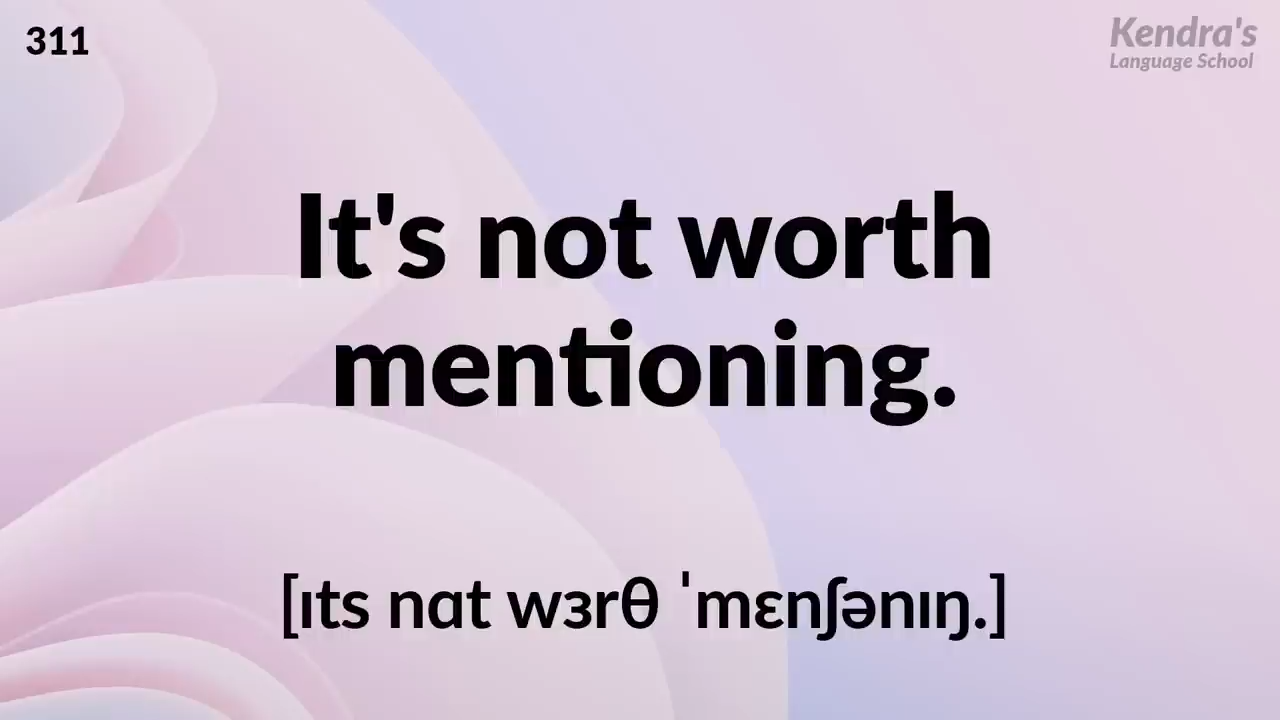 311
Kendra's
Language School
It's not worth
mentioning.
[ɪts nɑt wɜrθ ˈmɛnʃənɪŋ.]